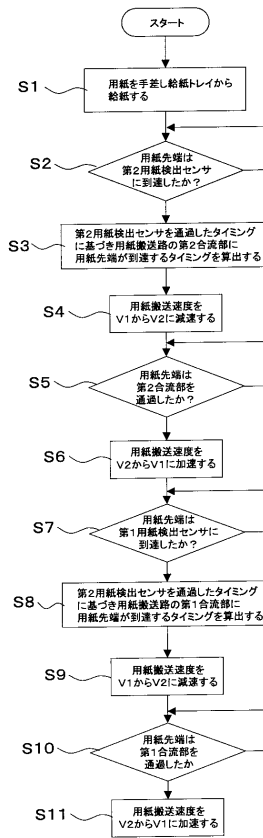 スタート
S1
用紙を手差し給紙トレイから
給紙する
S2
用紙先端は
第2用紙検出センサ
に到達したか?
S3
第2用紙検出センサを通過したタイミング
に基づき用紙搬送路の第2合流部に
用紙先端が到達するタイミングを算出する
S4
用紙搬送速度を
V1からV2に減速する
S5
用紙先端は
第2合流部を
通過したか?
S6
用紙搬送速度を
V2からV1に加速する
S7
用紙先端は
第1用紙検出センサに
到達したか?
S8
第2用紙検出センサを通過したタイミング
に基づき用紙搬送路の第1合流部に
用紙先端が到達するタイミングを算出する
S9
用紙搬送速度を
V1からV2に減速する
S10
用紙先端は
第1合流部を
通過したか
S11
用紙搬送速度を
V2からV1に加速する